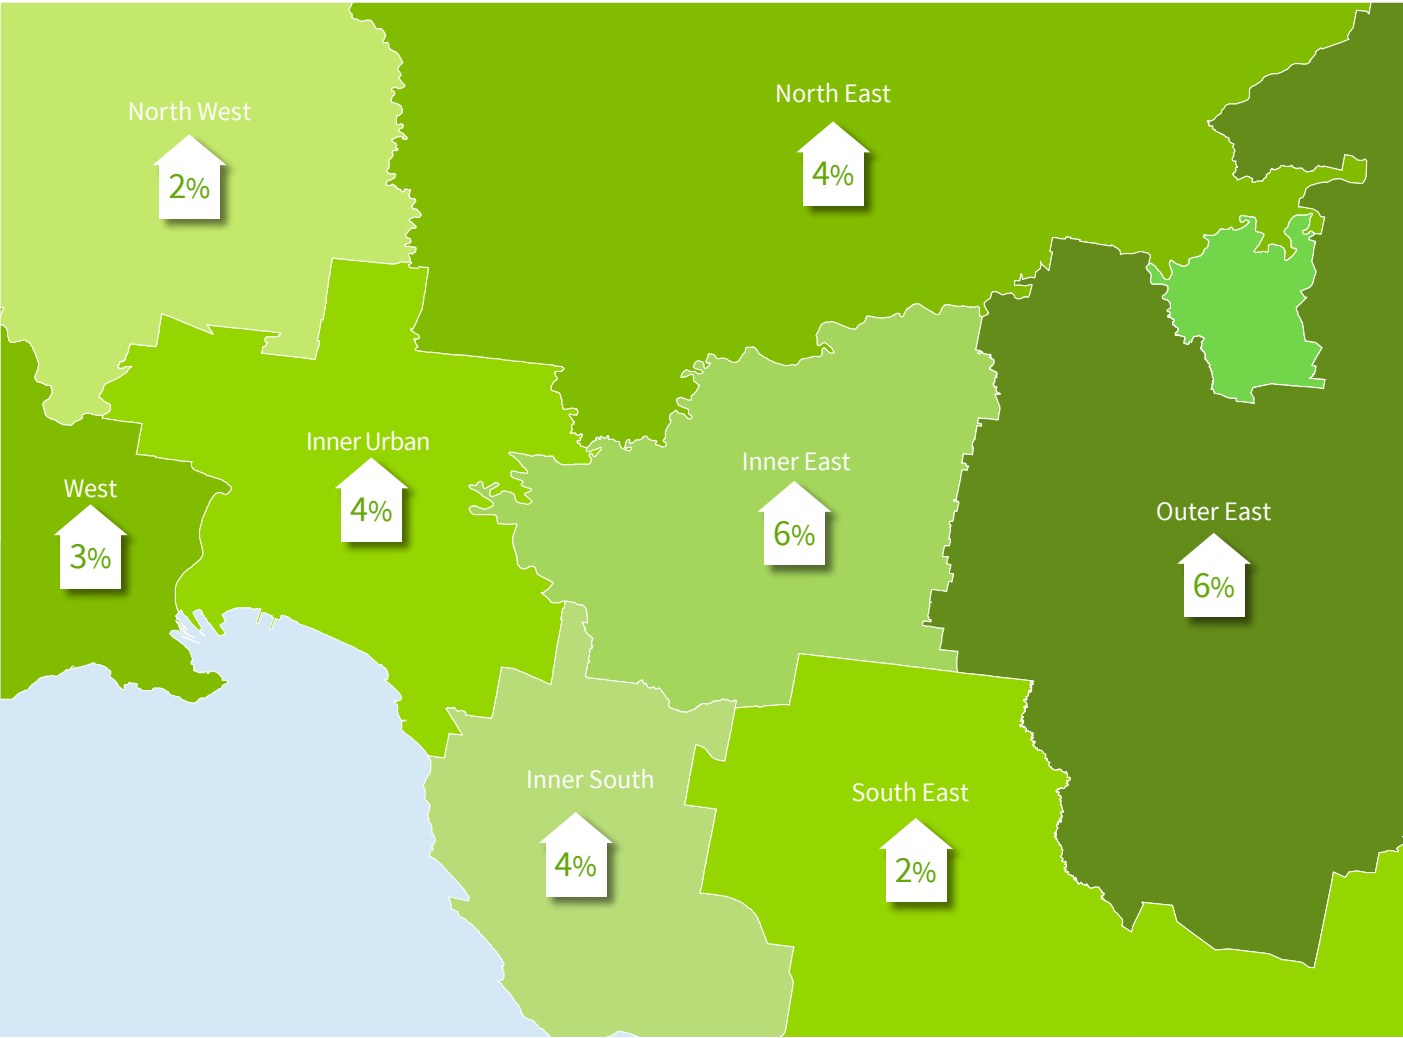 North West
2%
North East
4%
Inner Urban
4%
Inner East
6%
West
3%
Outer East
6%
Inner South
4%
South East
2%